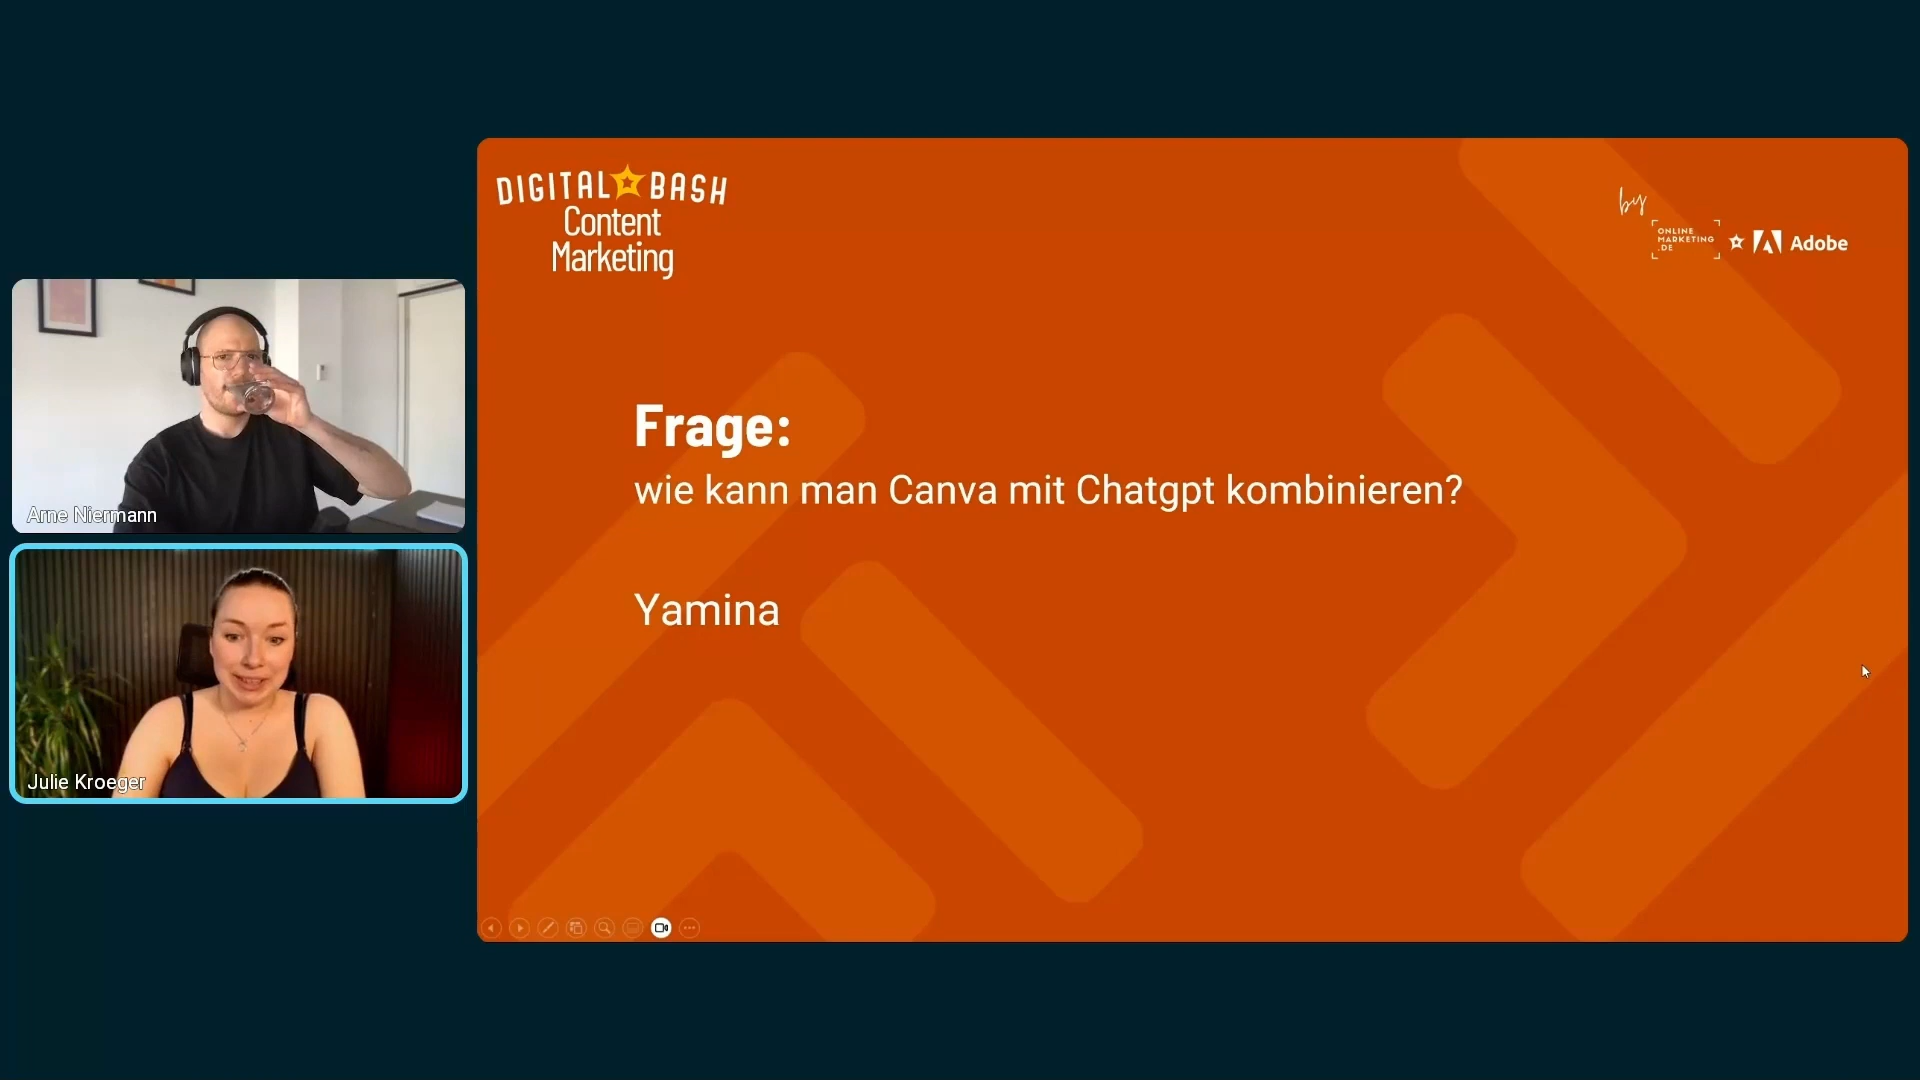 DIGITAL BASH
Content
Marketing
by
ONLINE
MARKETING
.DE
Adobe
Frage:
wie kann man Canva mit Chatgpt kombinieren?
Yamina
Arne Niermann
Julie Kroeger